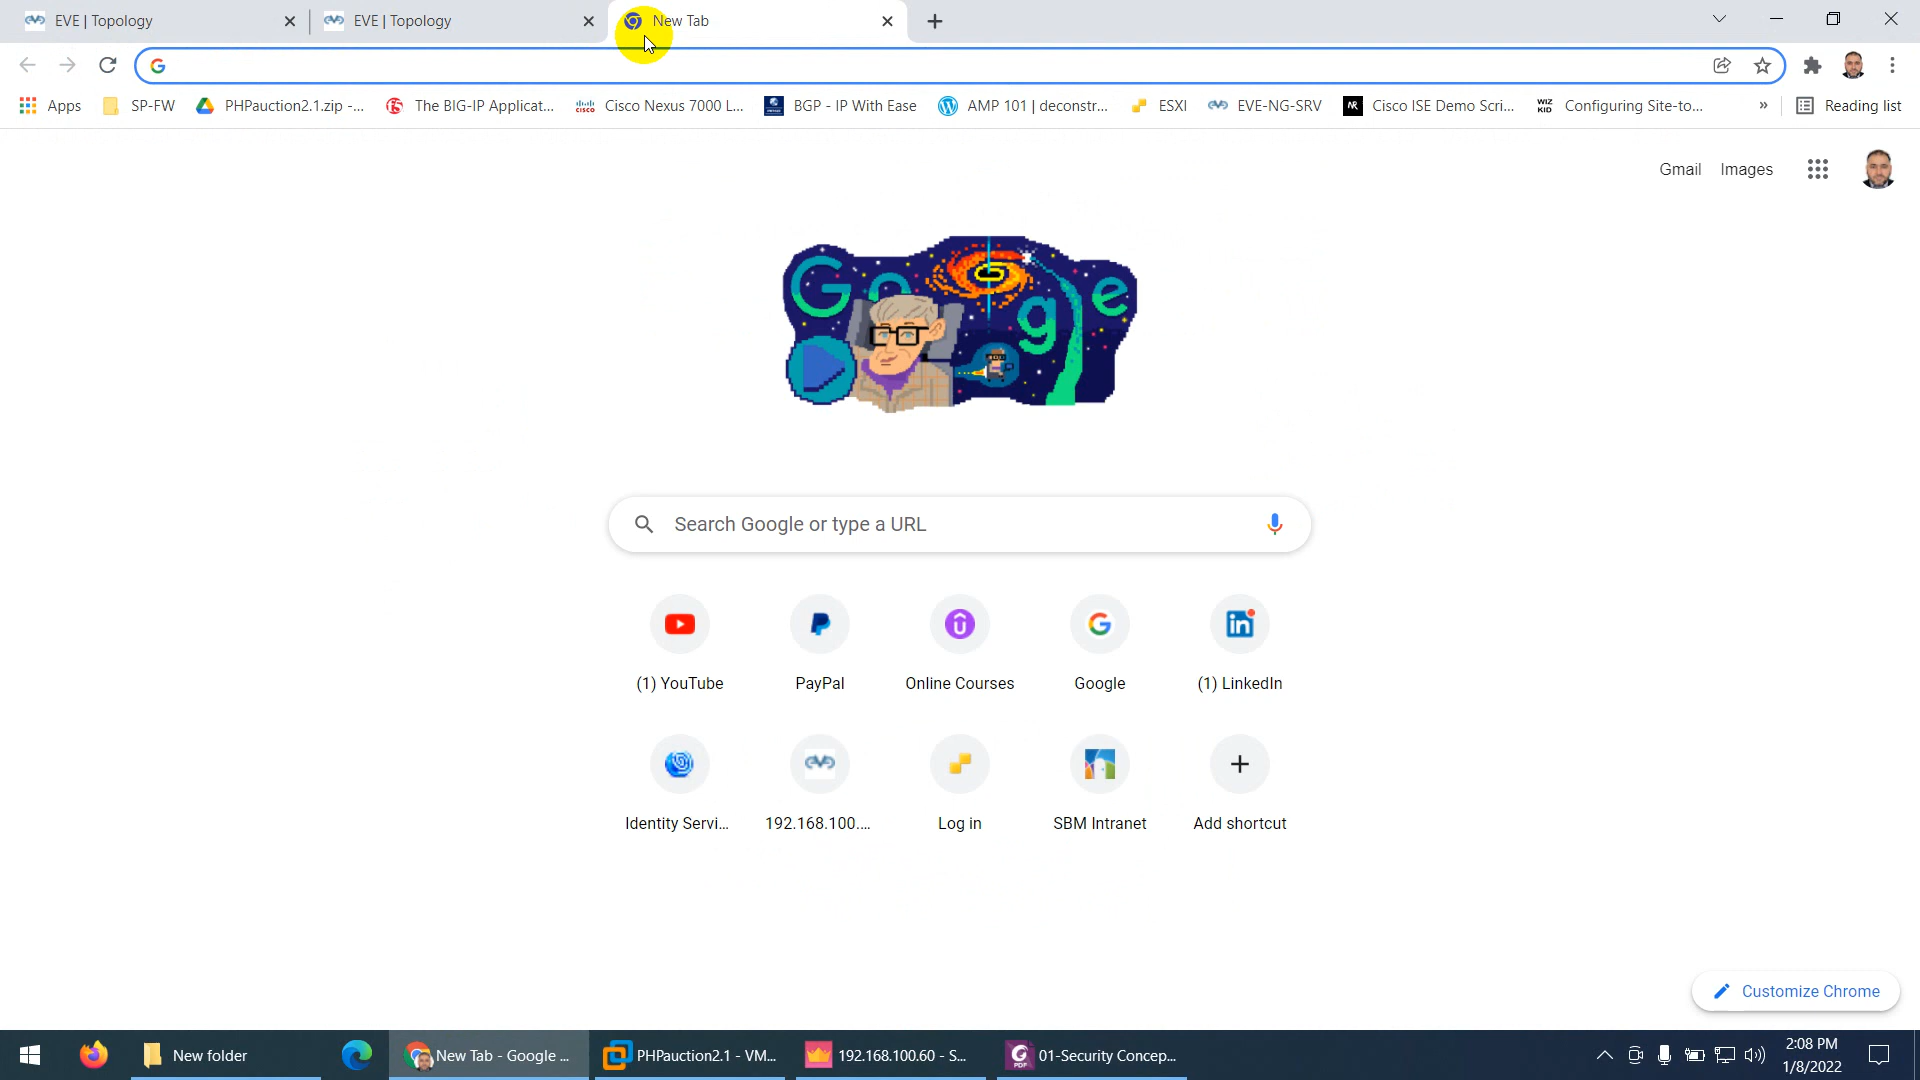 EVE | Topology
EVE | Topology
New Tab
Apps
SP-FW
PHPauction2.1.zip -...
The BIG-IP Applicat...
Cisco Nexus 7000 L...
BGP - IP With Ease
AMP 101 | deconstr...
ESXI
EVE-NG-SRV
Cisco ISE Demo Scri...
Configuring Site-to...
»
Reading list
Gmail
Images
Google
Search Google or type a URL
(1) YouTube
PayPal
Online Courses
Google
(1) LinkedIn
Identity Servi...
192.168.100....
Log in
SBM Intranet
Add shortcut
Customize Chrome
New folder
New Tab - Google ...
PHPauction2.1 - VM...
192.168.100.60 - S...
01-Security Concep...
2:08 PM
1/8/2022